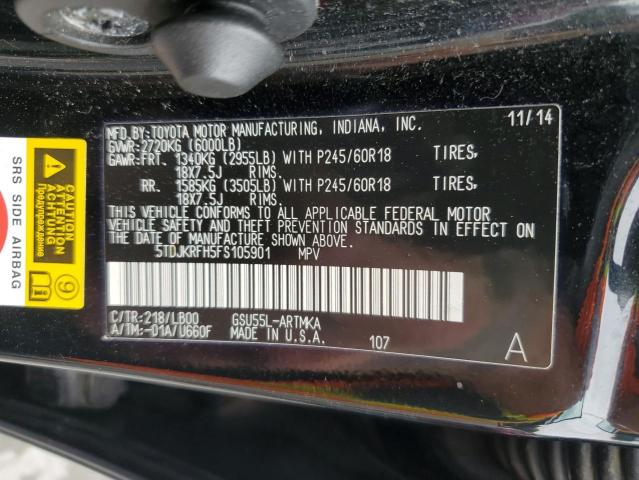 11/14
MFD.BY:TOYOTA MOTOR MANUFACTURING, INDIANA, INC.
GVWR-2720KG (6000LB)
GAWR-FRT. 1340KG (2955LB) WITH P245/60R18 TIRES,
18X7.5J RIMS.
RR. 1585KG (3505LB) WITH P245/60R18 TIRES,
18X7.5J RIMS.
THIS VEHICLE CONFORMS TO ALL APPLICABLE FEDERAL MOTOR
VEHICLE SAFETY AND THEFT PREVENTION STANDARDS IN EFFECT ON
THE DATE OF MANUFACTURE SHOWN ABOVE.
5TDJKRFH5FS105901 MPV
C/TR:218/LB00 GSU55L-ARTMKA
A/TM:-01A/U660F MADE IN U.S.A. 107
A
SRS SIDE AIRBAG
CAUTION
注意
Предупреждение
9